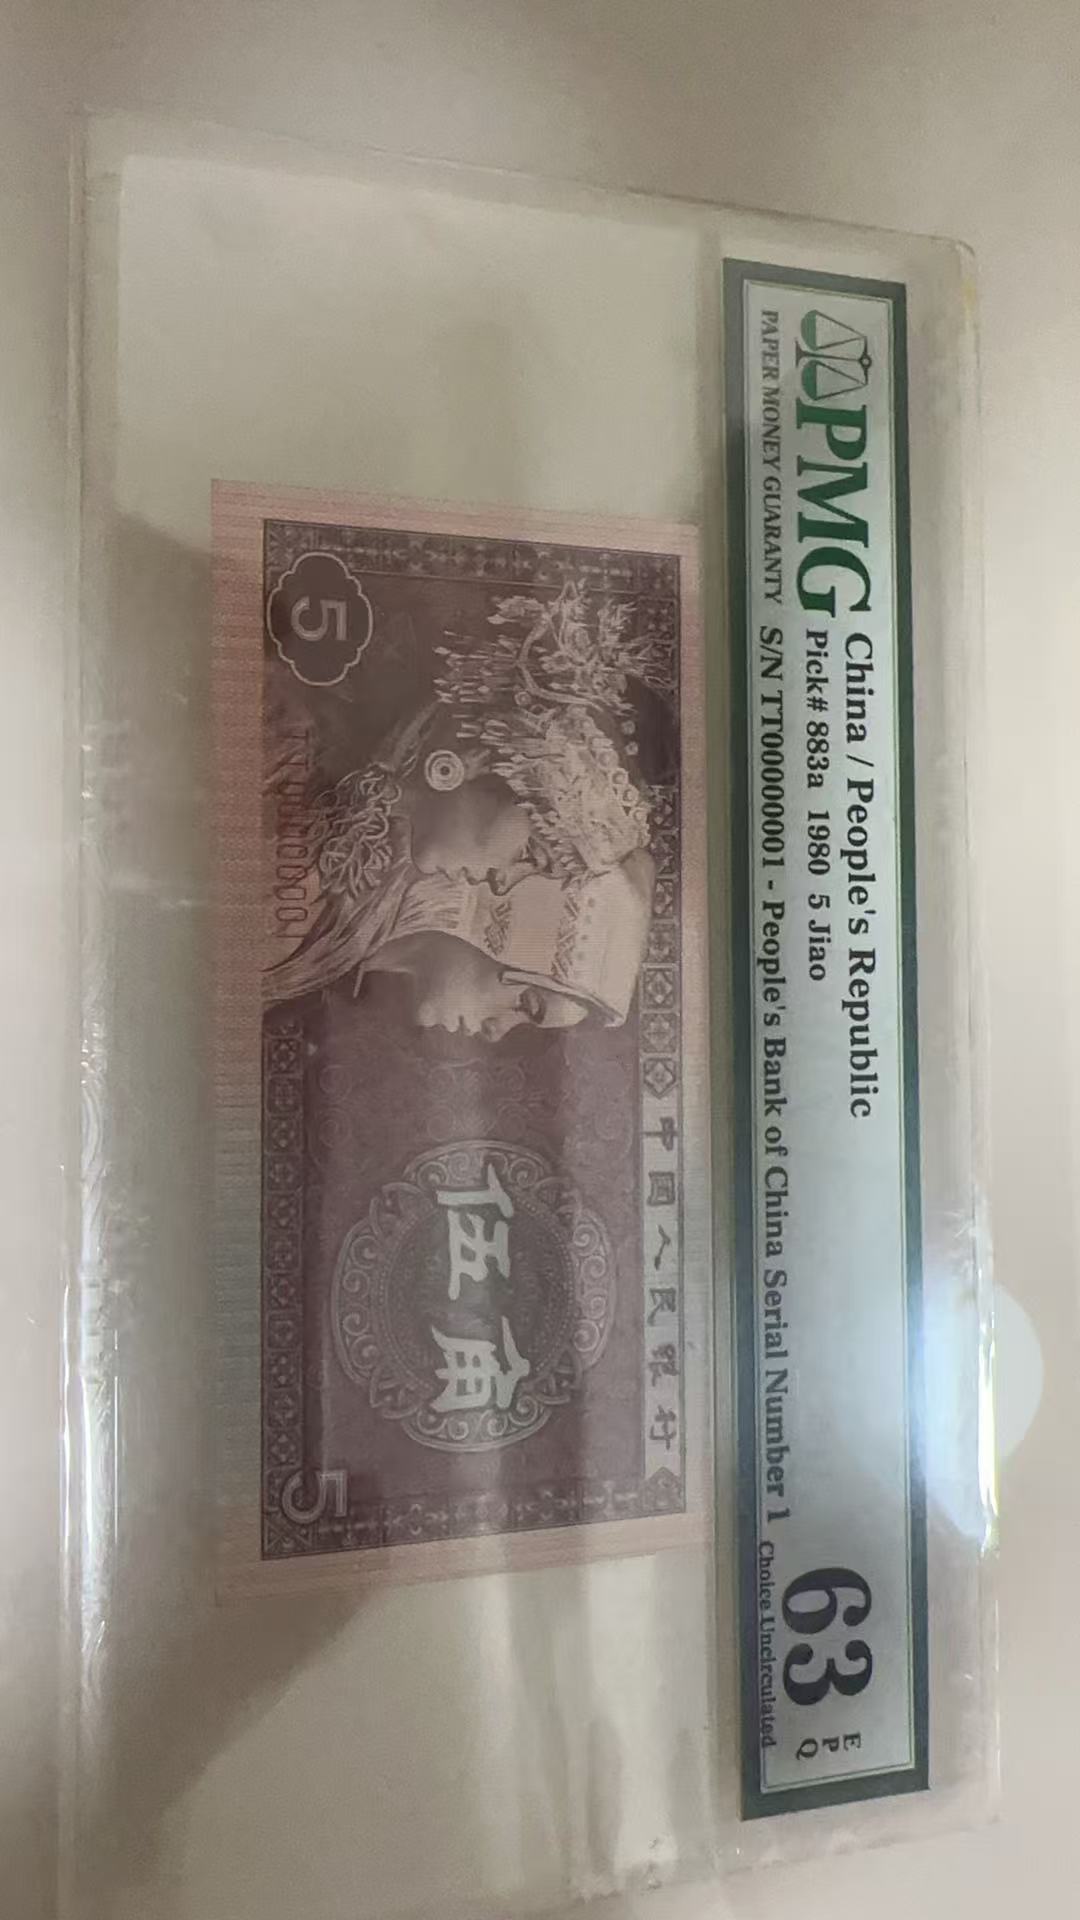 PMG
PAPER MONEY GUARANTY
China / People's Republic
Pick# 883a 1980 5 Jiao
S/N TT00000001 - People's Bank of China Serial Number 1
63
E
P
Q
Choice Uncirculated
中国人民银行
伍角
5
5